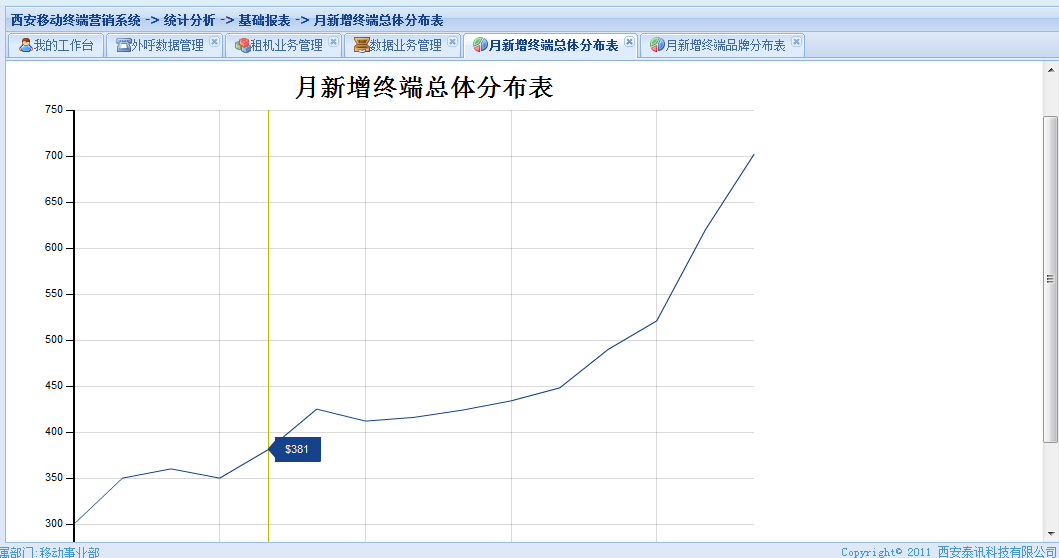 西安移动终端营销系统 -> 统计分析 -> 基础报表 -> 月新增终端总体分布表
我的工作台 外呼数据管理 租机业务管理 数据业务管理 月新增终端总体分布表 月新增终端品牌分布表
月新增终端总体分布表
750
700
650
600
550
500
450
400
$381
350
300
属部门:移动事业部 Copyright© 2011 西安泰讯科技有限公司